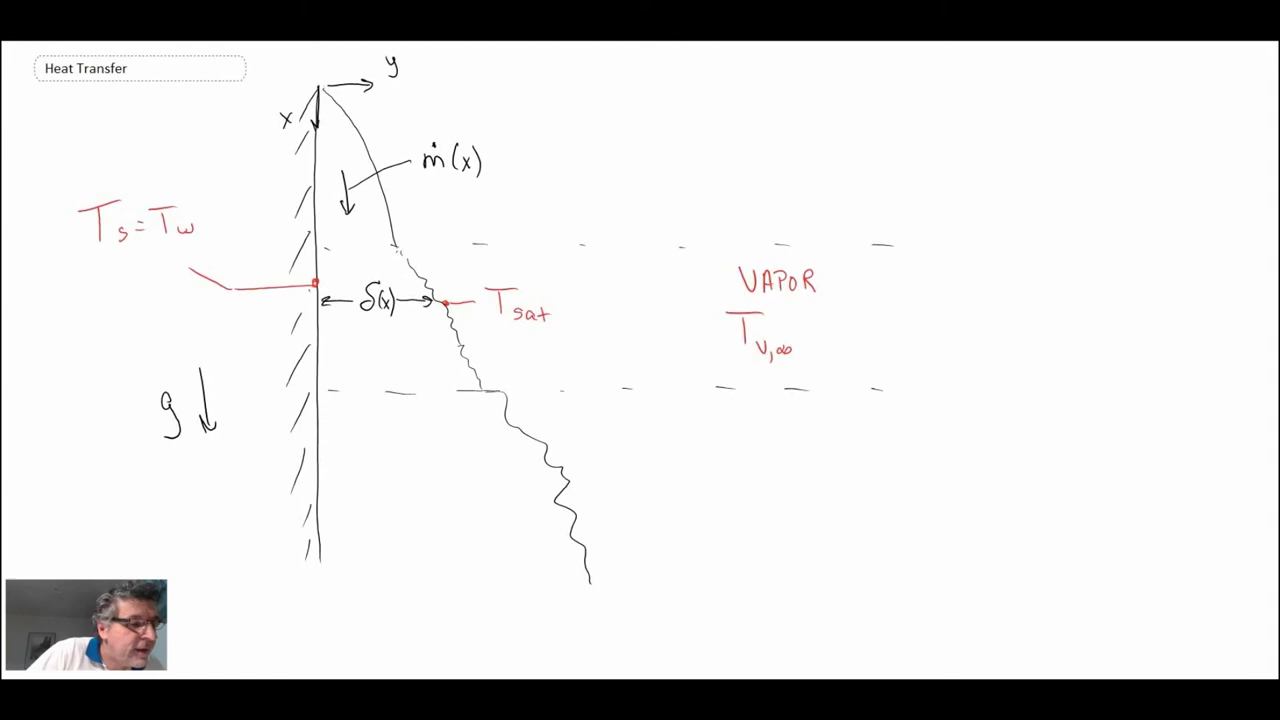 Heat Transfer
y
x
ṁ(x)
Ts = Tw
VAPOR
δ(x)
Tsat
Tv,∞
g